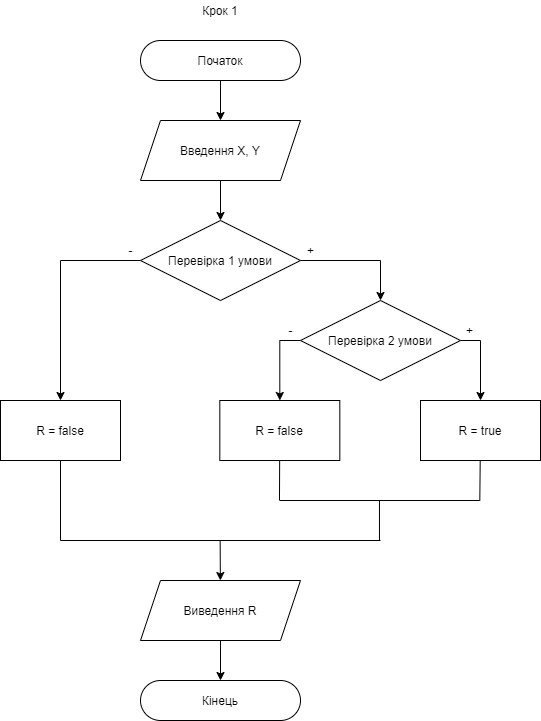 Крок 1
Початок
Введення X, Y
-
Перевірка 1 умови
+
-
Перевірка 2 умови
+
R = false
R = false
R = true
Виведення R
Кінець